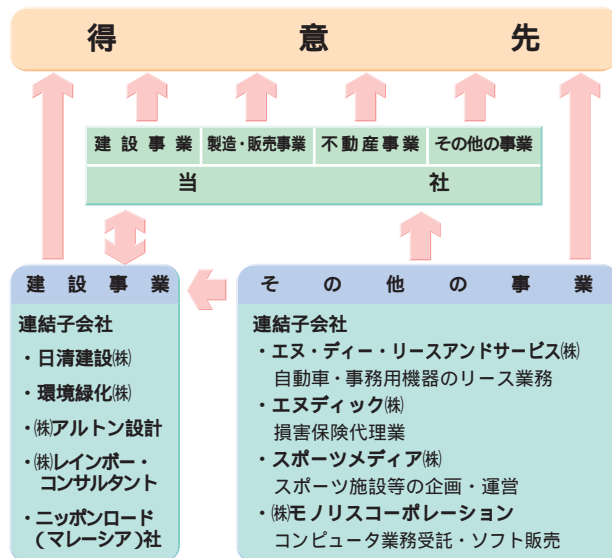 得意先
建設事業 製造・販売事業 不動産事業 その他の事業
当社
建設事業
連結子会社
・日清建設㈱
・環境緑化㈱
・㈱アルトン設計
・㈱レインボー・
コンサルタント
・ニッポンロード
(マレーシア)社
その他の事業
連結子会社
・エヌ・ディー・リースアンドサービス㈱
自動車・事務用機器のリース業務
・エヌディック㈱
損害保険代理業
・スポーツメディア㈱
スポーツ施設等の企画・運営
・㈱モノリスコーポレーション
コンピュータ業務受託・ソフト販売